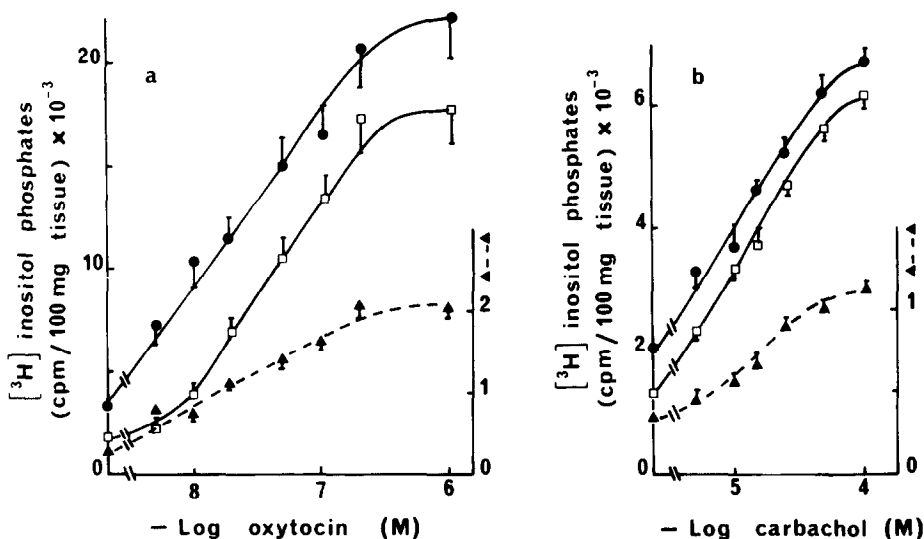 [³H] inositol phosphates
(cpm/100 mg tissue) × 10⁻³
a
20
10
0
2
1
0
8 7 6
– Log oxytocin (M)
[³H] inositol phosphates
(cpm/100 mg tissue) × 10⁻³
b
6
4
2
0
1
0
5 4
– Log carbachol (M)